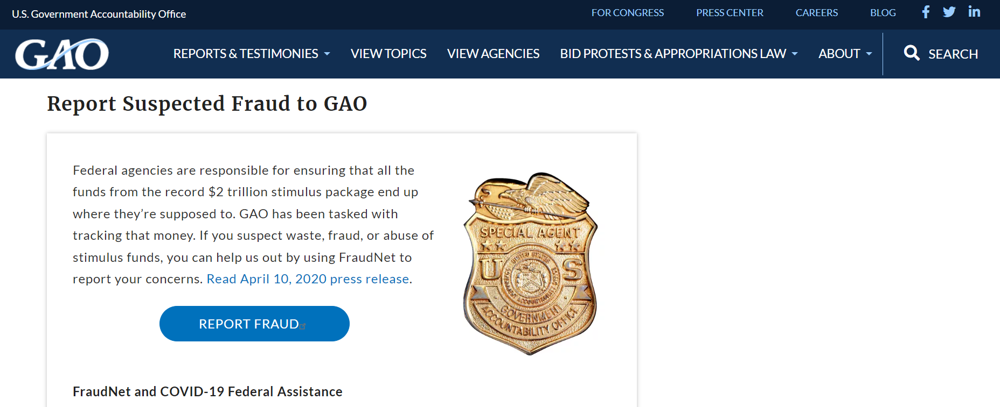 U.S. Government Accountability Office
FOR CONGRESS
PRESS CENTER
CAREERS
BLOG
GAO
REPORTS & TESTIMONIES
VIEW TOPICS
VIEW AGENCIES
BID PROTESTS & APPROPRIATIONS LAW
ABOUT
SEARCH
Report Suspected Fraud to GAO
Federal agencies are responsible for ensuring that all the
funds from the record $2 trillion stimulus package end up
where they’re supposed to. GAO has been tasked with
tracking that money. If you suspect waste, fraud, or abuse of
stimulus funds, you can help us out by using FraudNet to
report your concerns. Read April 10, 2020 press release.
REPORT FRAUD
SPECIAL AGENT
U S
UNITED STATES
GOVERNMENT ACCOUNTABILITY OFFICE
GOVERNMENT
ACCOUNTABILITY OFFICE
FraudNet and COVID-19 Federal Assistance